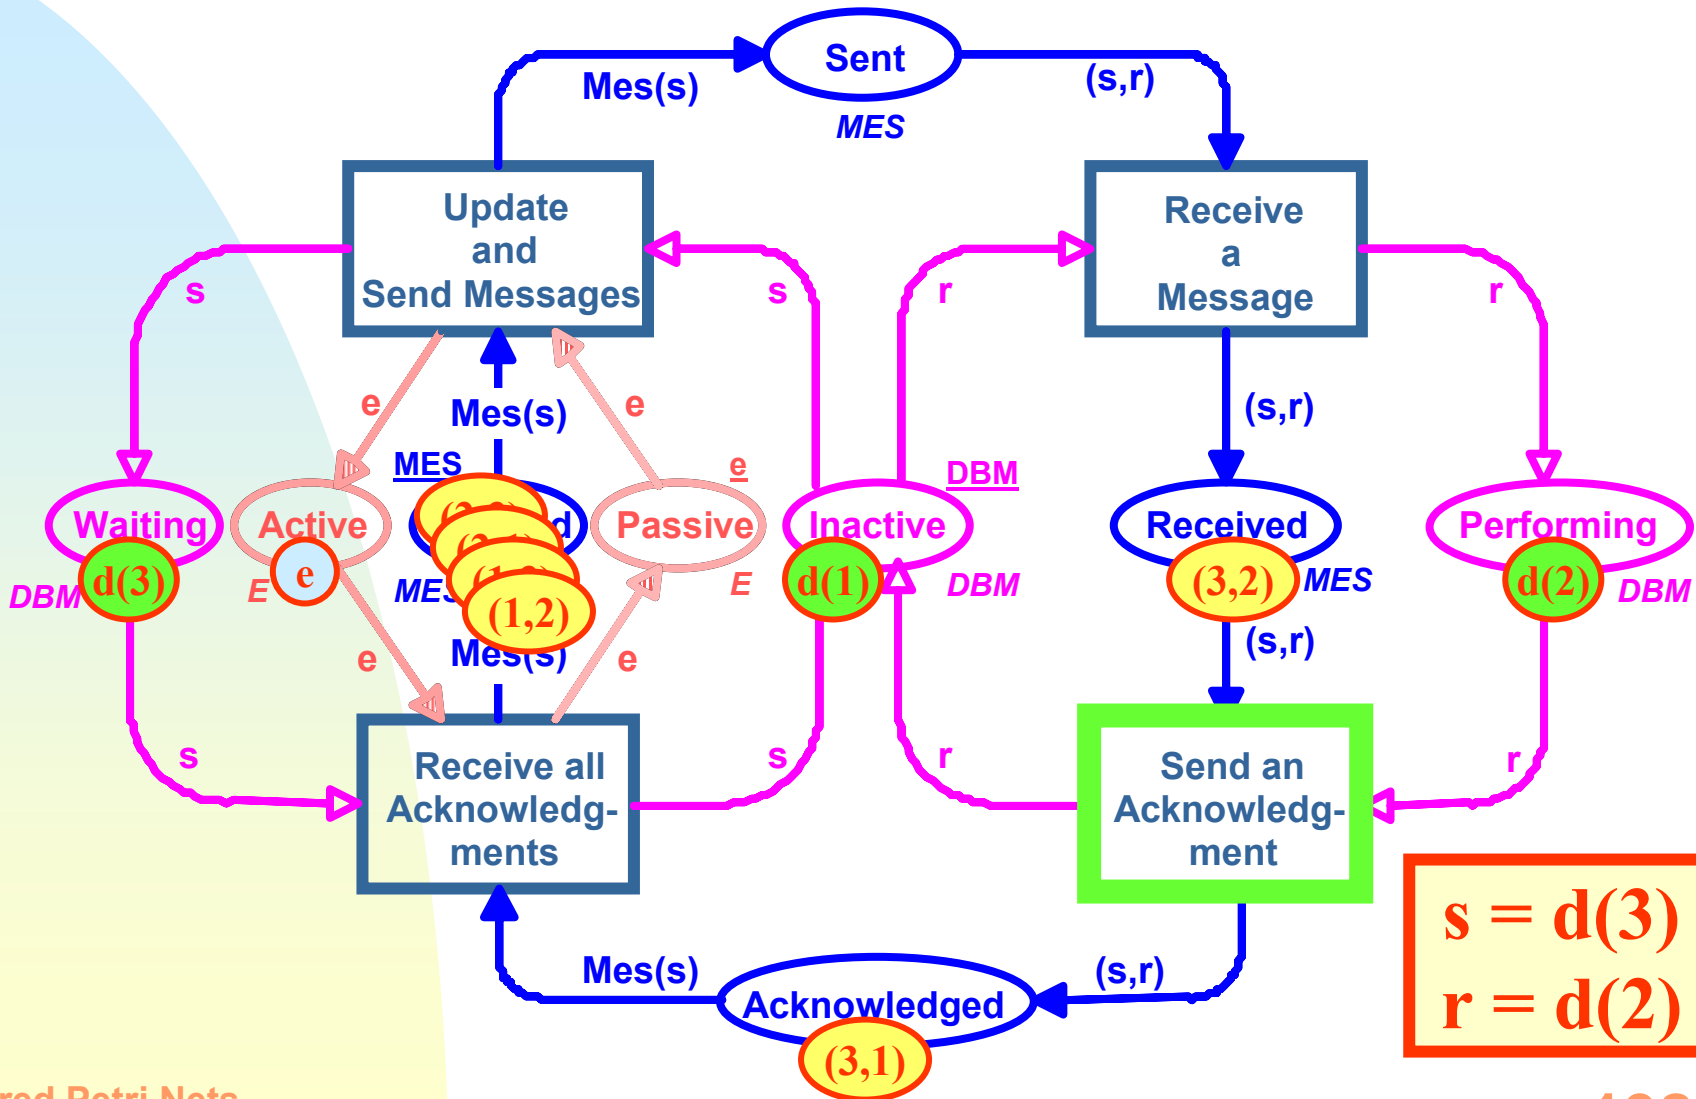 Sent
Mes(s)
(s,r)
MES
Update
and
Send Messages
Receive
a
Message
s
s
r
r
e
Mes(s)
e
(s,r)
MES
e
DBM
Waiting
Active
Passive
Inactive
Received
Performing
DBM
d(3)
E
e
(1,2)
E
d(1)
DBM
(3,2)
MES
d(2)
DBM
e
Mes(s)
e
(s,r)
s
s
r
r
Receive all
Acknowledg-
ments
Send an
Acknowledg-
ment
s = d(3)
r = d(2)
Mes(s)
(s,r)
Acknowledged
(3,1)